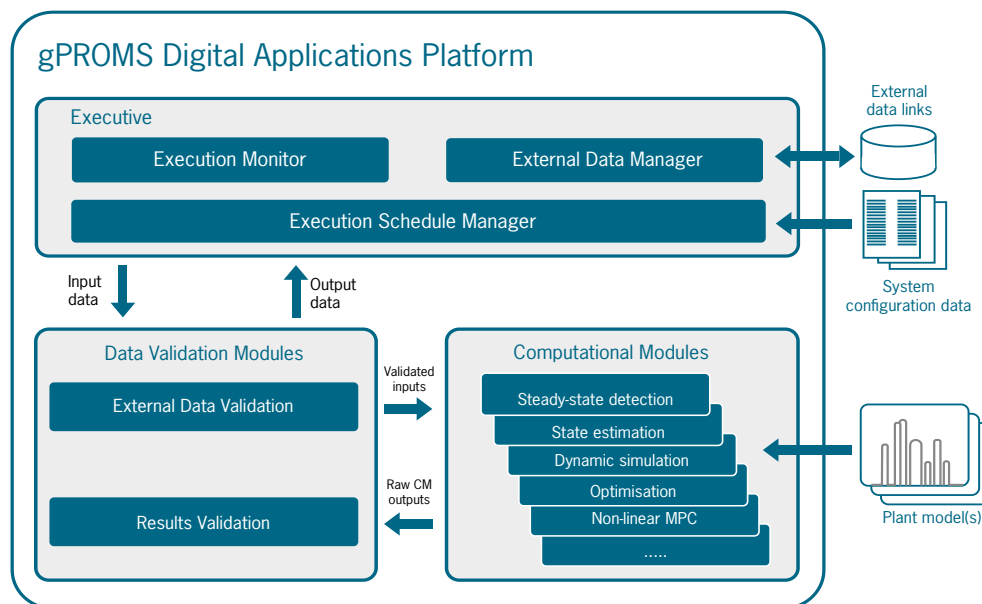 gPROMS Digital Applications Platform
Executive
Execution Monitor
External Data Manager
Execution Schedule Manager
External
data links
System
configuration data
Input
data
Output
data
Data Validation Modules
External Data Validation
Results Validation
Validated
inputs
Raw CM
outputs
Computational Modules
Steady-state detection
State estimation
Dynamic simulation
Optimisation
Non-linear MPC
.....
Plant model(s)